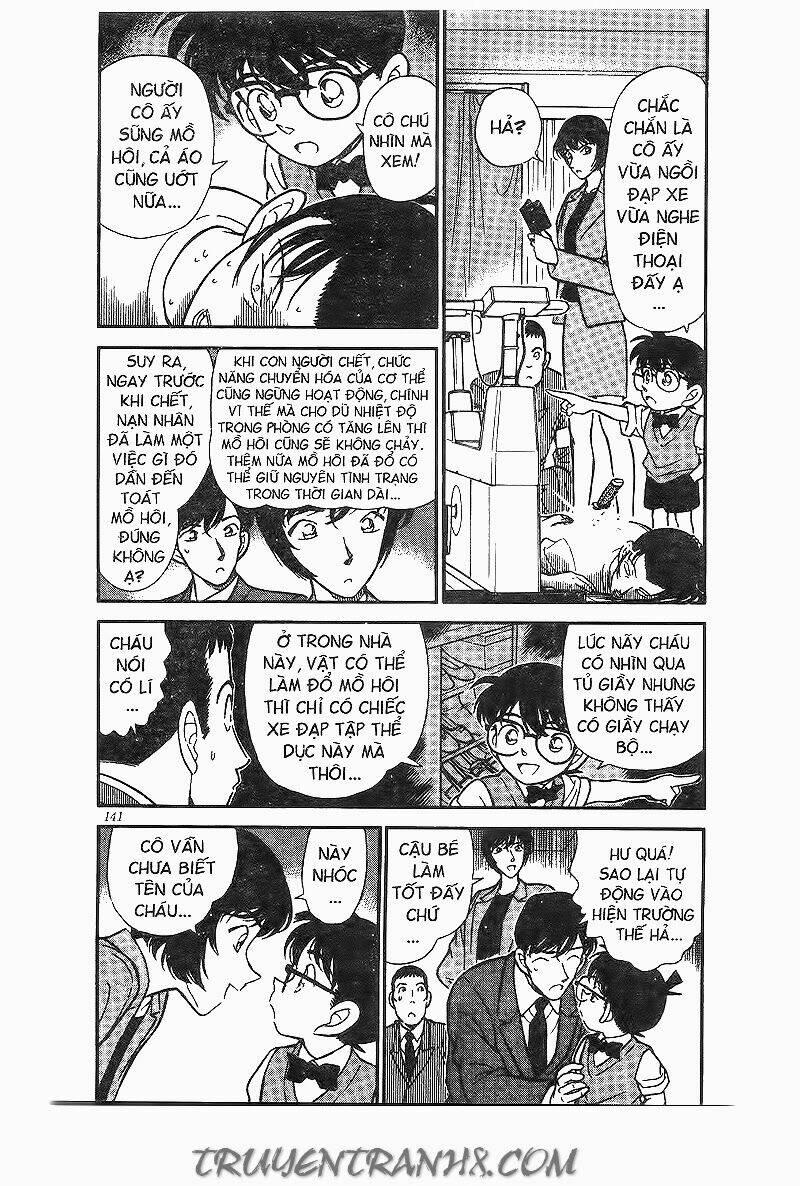 CHẮC
CHẮN LÀ
CÔ ẤY
VỪA NGỒI
ĐẠP XE
VỪA NGHE
ĐIỆN
THOẠI
ĐẤY Ạ
...
HẢ?
CÔ CHÚ
NHÌN MÀ
XEM!
NGƯỜI
CÔ ẤY
SŨNG MỒ
HÔI, CẢ ÁO
CŨNG ƯỚT
NỮA...
KHI CON NGƯỜI CHẾT, CHỨC
NĂNG CHUYỂN HÓA CỦA CƠ THỂ
CŨNG NGỪNG HOẠT ĐỘNG, CHÍNH
VÌ THẾ MÀ CHO DÙ NHIỆT ĐỘ
TRONG PHÒNG CÓ TĂNG LÊN THÌ
MỒ HÔI CŨNG SẼ KHÔNG CHẢY.
THÊM NỮA MỒ HÔI ĐÃ ĐỔ CÓ
THỂ GIỮ NGUYÊN TÌNH TRẠNG
TRONG THỜI GIAN DÀI...
SUY RA,
NGAY TRƯỚC
KHI CHẾT,
NẠN NHÂN
ĐÃ LÀM MỘT
VIỆC GÌ ĐÓ
DẪN ĐẾN
TOÁT
MỒ HÔI,
ĐÚNG
KHÔNG
Ạ?
LÚC NÃY CHÁU
CÓ NHÌN QUA
TỦ GIẦY NHƯNG
KHÔNG THẤY
CÓ GIẦY CHẠY
BỘ...
Ở TRONG NHÀ
NÀY, VẬT CÓ THỂ
LÀM ĐỔ MỒ HÔI
THÌ CHỈ CÓ CHIẾC
XE ĐẠP TẬP THỂ
DỤC NÀY MÀ
THÔI...
CHÁU
NÓI
CÓ LÍ
...
141
HƯ QUÁ!
SAO LẠI TỰ
ĐỘNG VÀO
HIỆN TRƯỜNG
THẾ HẢ...
CẬU BÉ
LÀM
TỐT ĐẤY
CHỨ
...
NÀY
NHÓC
...
CÔ VẪN
CHƯA BIẾT
TÊN CỦA
CHÁU...
TRUYENTRANH8.COM